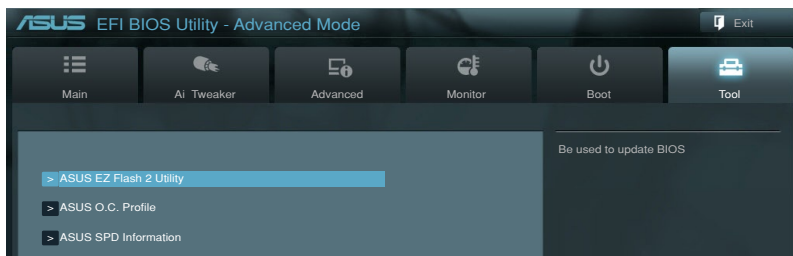 ASUS EFI BIOS Utility - Advanced Mode
Exit
Main
Ai Tweaker
Advanced
Monitor
Boot
Tool
Be used to update BIOS
> ASUS EZ Flash 2 Utility
> ASUS O.C. Profile
> ASUS SPD Information